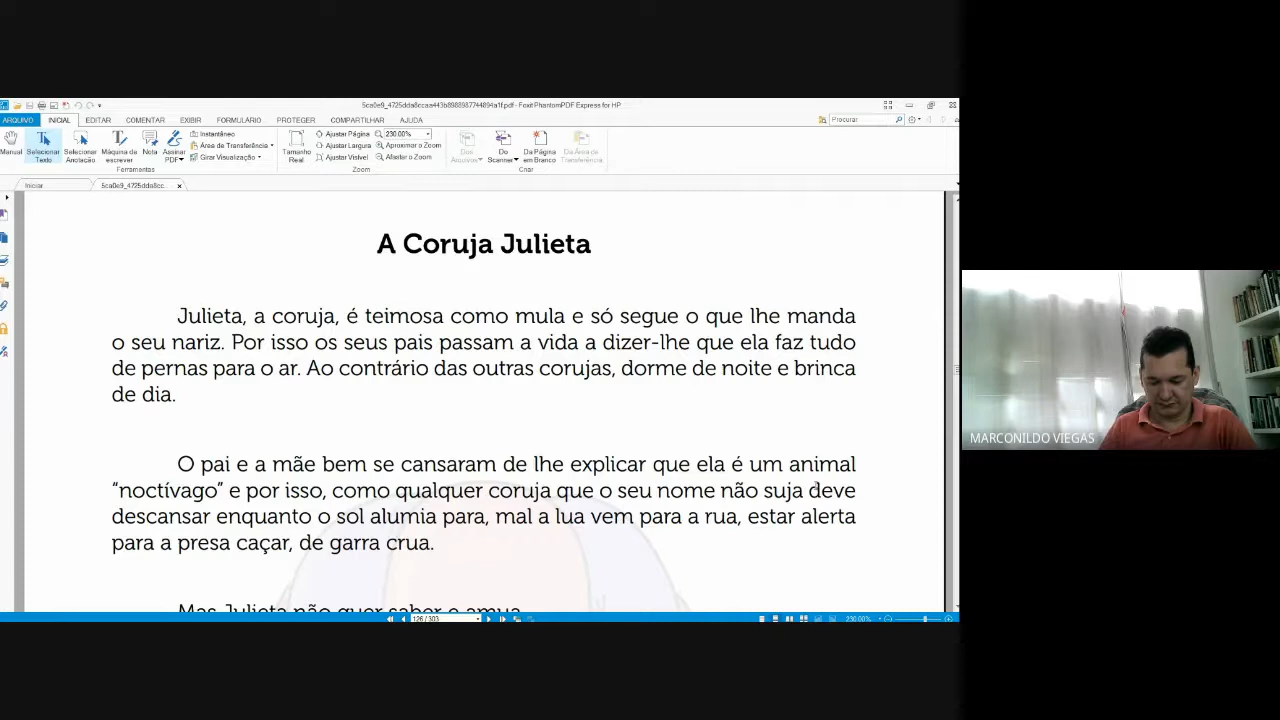 5ca0e9_4725dda8ccaa443b8988987744894a1f.pdf - Foxit PhantomPDF Express for HP
ARQUIVO INICIAL EDITAR COMENTAR EXIBIR FORMULÁRIO PROTEGER COMPARTILHAR AJUDA
Procurar
Manual
Selecionar Texto
Selecionar Anotação
Máquina de escrever
Nota
Assinar PDF
Instantâneo
Área de Transferência
Girar Visualização
Ferramentas
Tamanho Real
Ajustar Página
Ajustar Largura
Ajustar Visível
230.00%
Aproximar o Zoom
Afastar o Zoom
Zoom
Dos Arquivos
Do Scanner
Da Página em Branco
Da Área de Transferência
Criar
Iniciar
5ca0e9_4725dda8cc...
A Coruja Julieta
Julieta, a coruja, é teimosa como mula e só segue o que lhe manda
o seu nariz. Por isso os seus pais passam a vida a dizer-lhe que ela faz tudo
de pernas para o ar. Ao contrário das outras corujas, dorme de noite e brinca
de dia.
O pai e a mãe bem se cansaram de lhe explicar que ela é um animal
“noctívago” e por isso, como qualquer coruja que o seu nome não suja deve
descansar enquanto o sol alumia para, mal a lua vem para a rua, estar alerta
para a presa caçar, de garra crua.
Mas Julieta não quer saber e amua.
126 / 303
230.00%
MARCONILDO VIEGAS